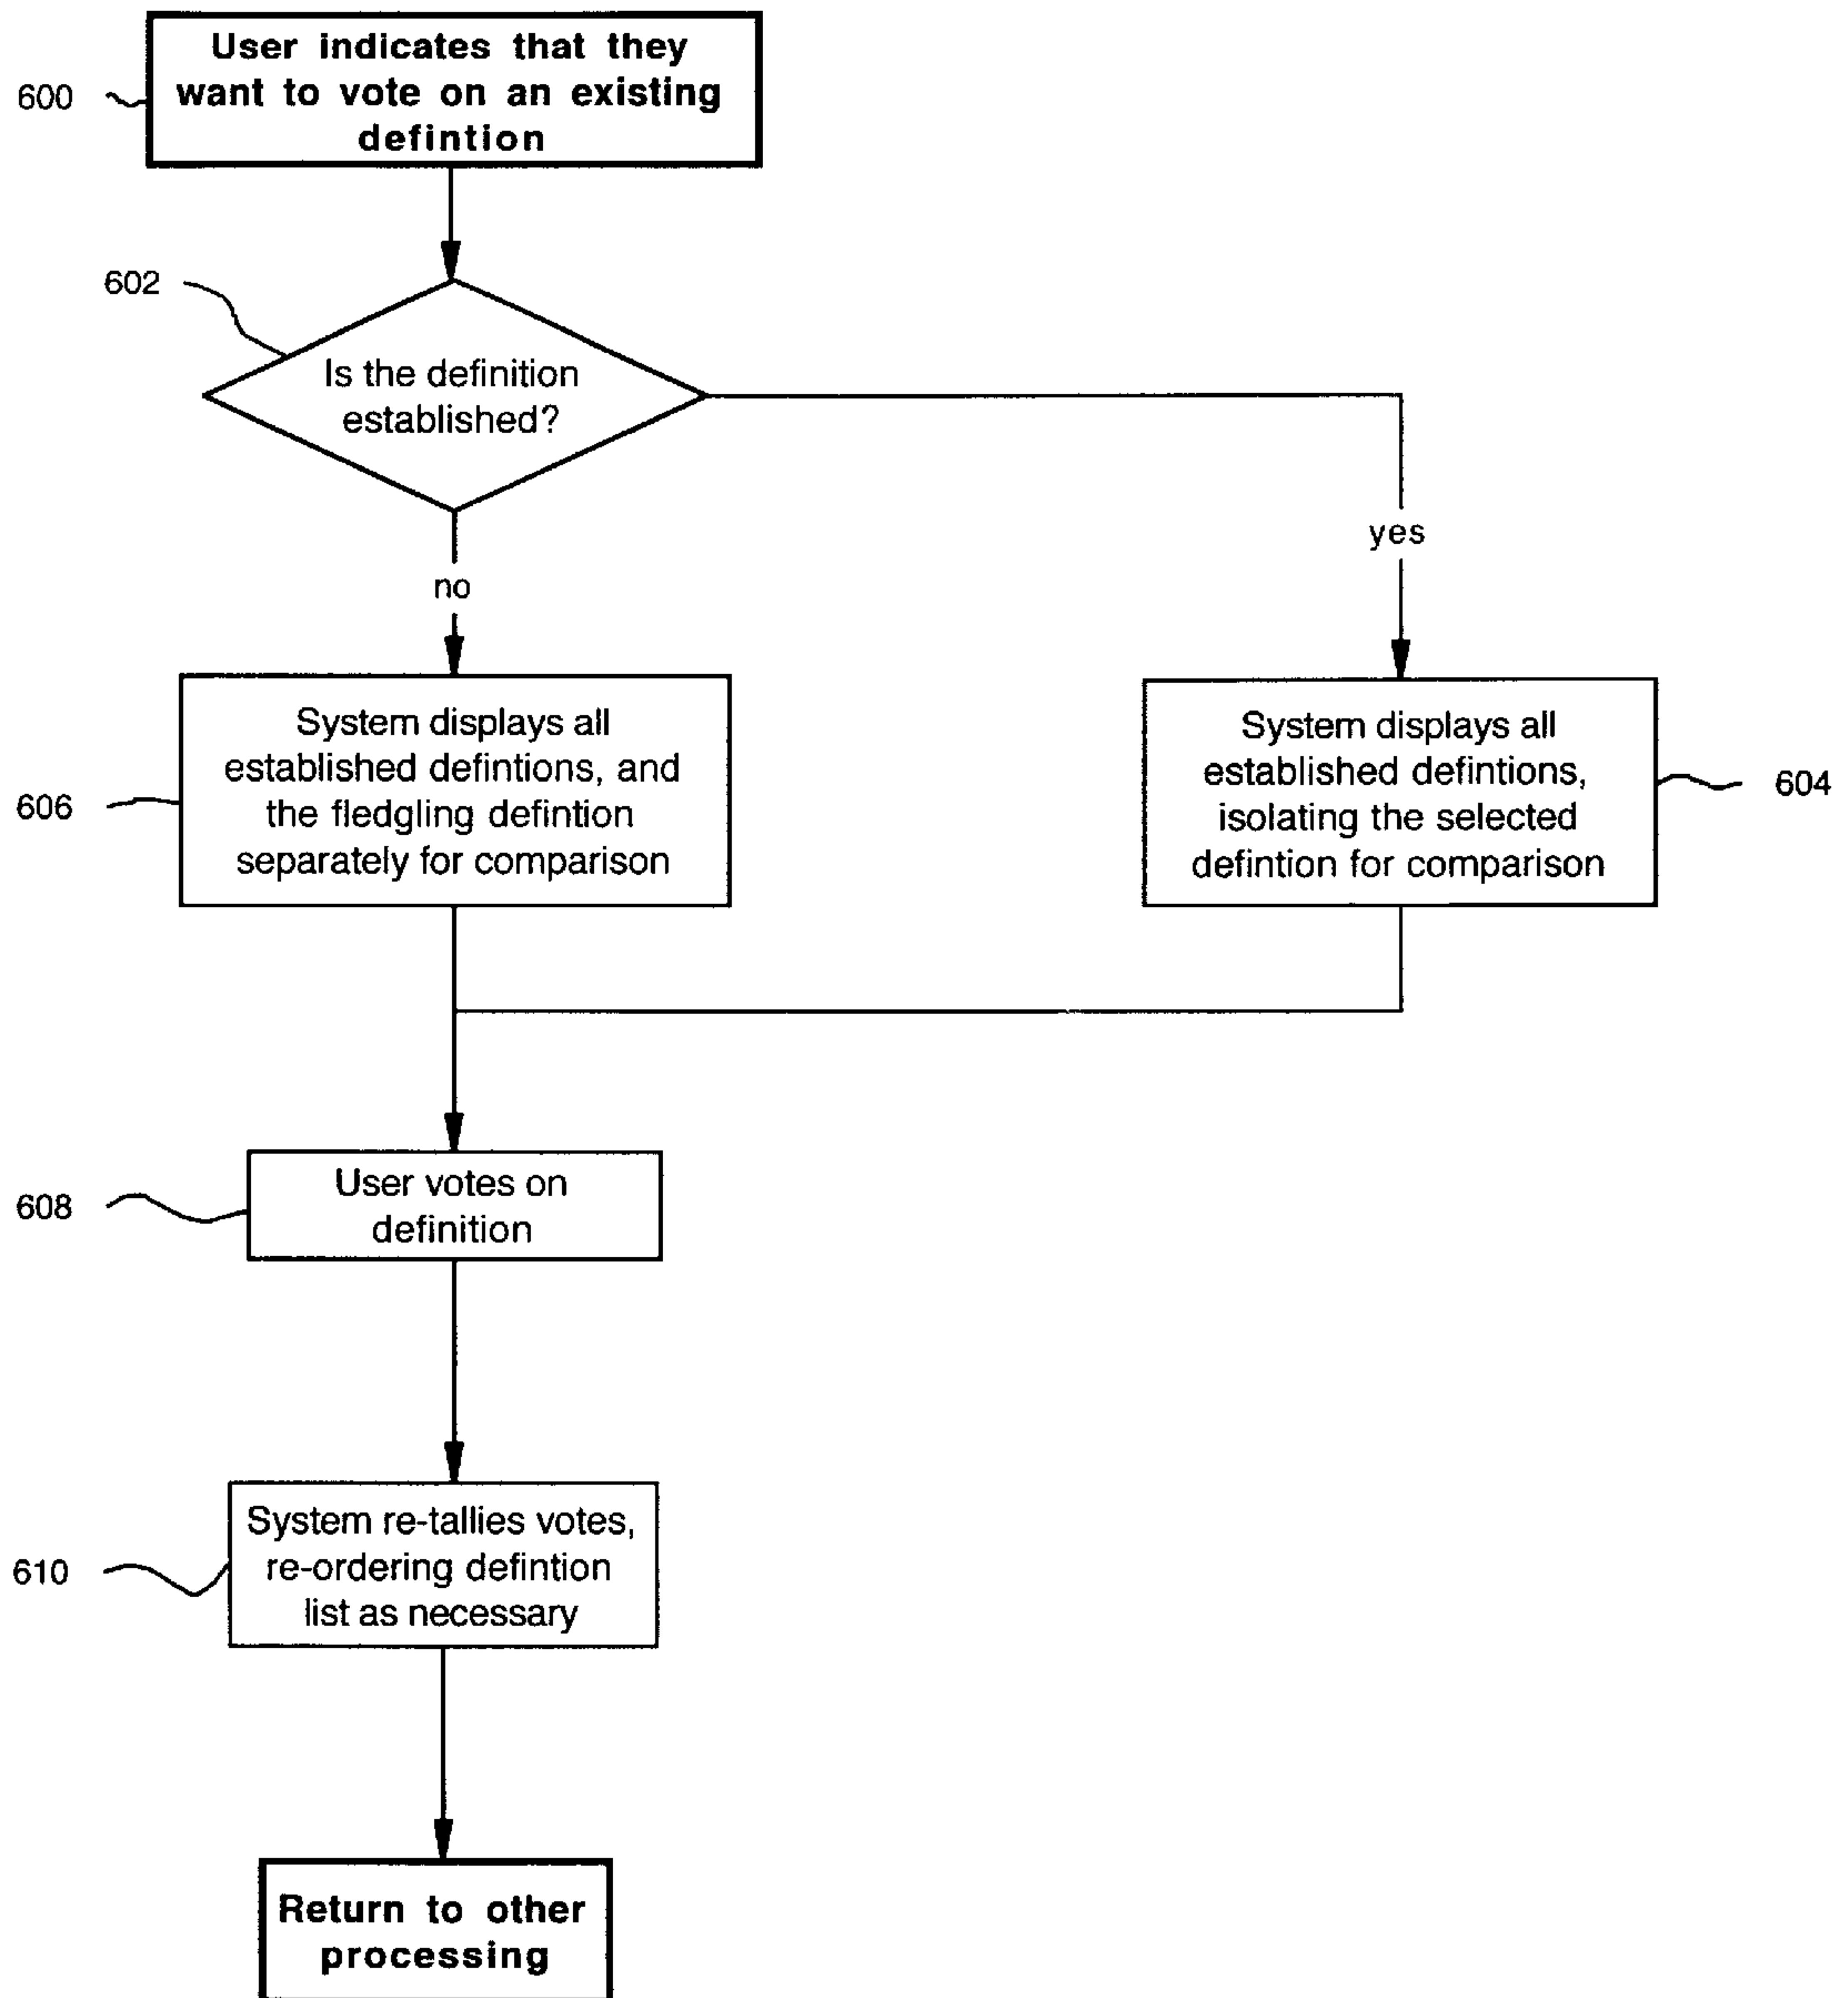 User indicates that they
want to vote on an existing
defintion
600
602
Is the definition
established?
yes
no
System displays all
established defintions, and
the fledgling defintion
separately for comparison
606
System displays all
established defintions,
isolating the selected
defintion for comparison
604
User votes on
definition
608
System re-tallies votes,
re-ordering defintion
list as necessary
610
Return to other
processing